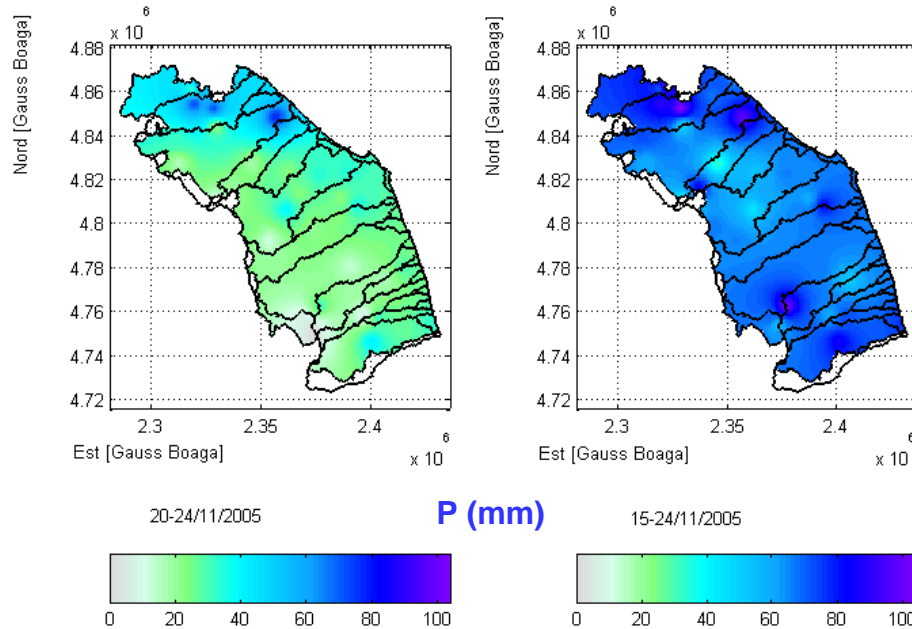 6
x 10
4.88
4.86
4.84
4.82
4.8
4.78
4.76
4.74
4.72
Nord [Gauss Boaga]
2.3
2.35
2.4
6
x 10
Est [Gauss Boaga]
6
x 10
4.88
4.86
4.84
4.82
4.8
4.78
4.76
4.74
4.72
Nord [Gauss Boaga]
2.3
2.35
2.4
6
x 10
Est [Gauss Boaga]
20-24/11/2005
P (mm)
15-24/11/2005
0 20 40 60 80 100
0 20 40 60 80 100